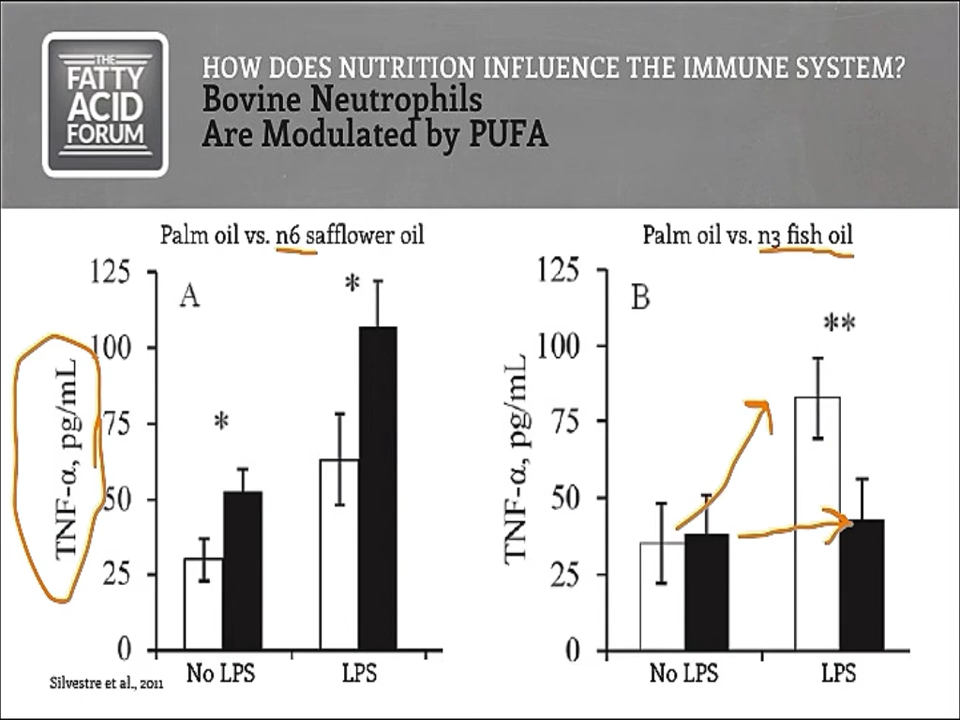 THE
FATTY
ACID
FORUM
HOW DOES NUTRITION INFLUENCE THE IMMUNE SYSTEM?
Bovine Neutrophils
Are Modulated by PUFA
Palm oil vs. n6 safflower oil
125
100
75
50
25
0
TNF-α, pg/mL
A
*
*
No LPS
LPS
Palm oil vs. n3 fish oil
125
100
75
50
25
0
TNF-α, pg/mL
B
**
No LPS
LPS
Silvestre et al., 2011